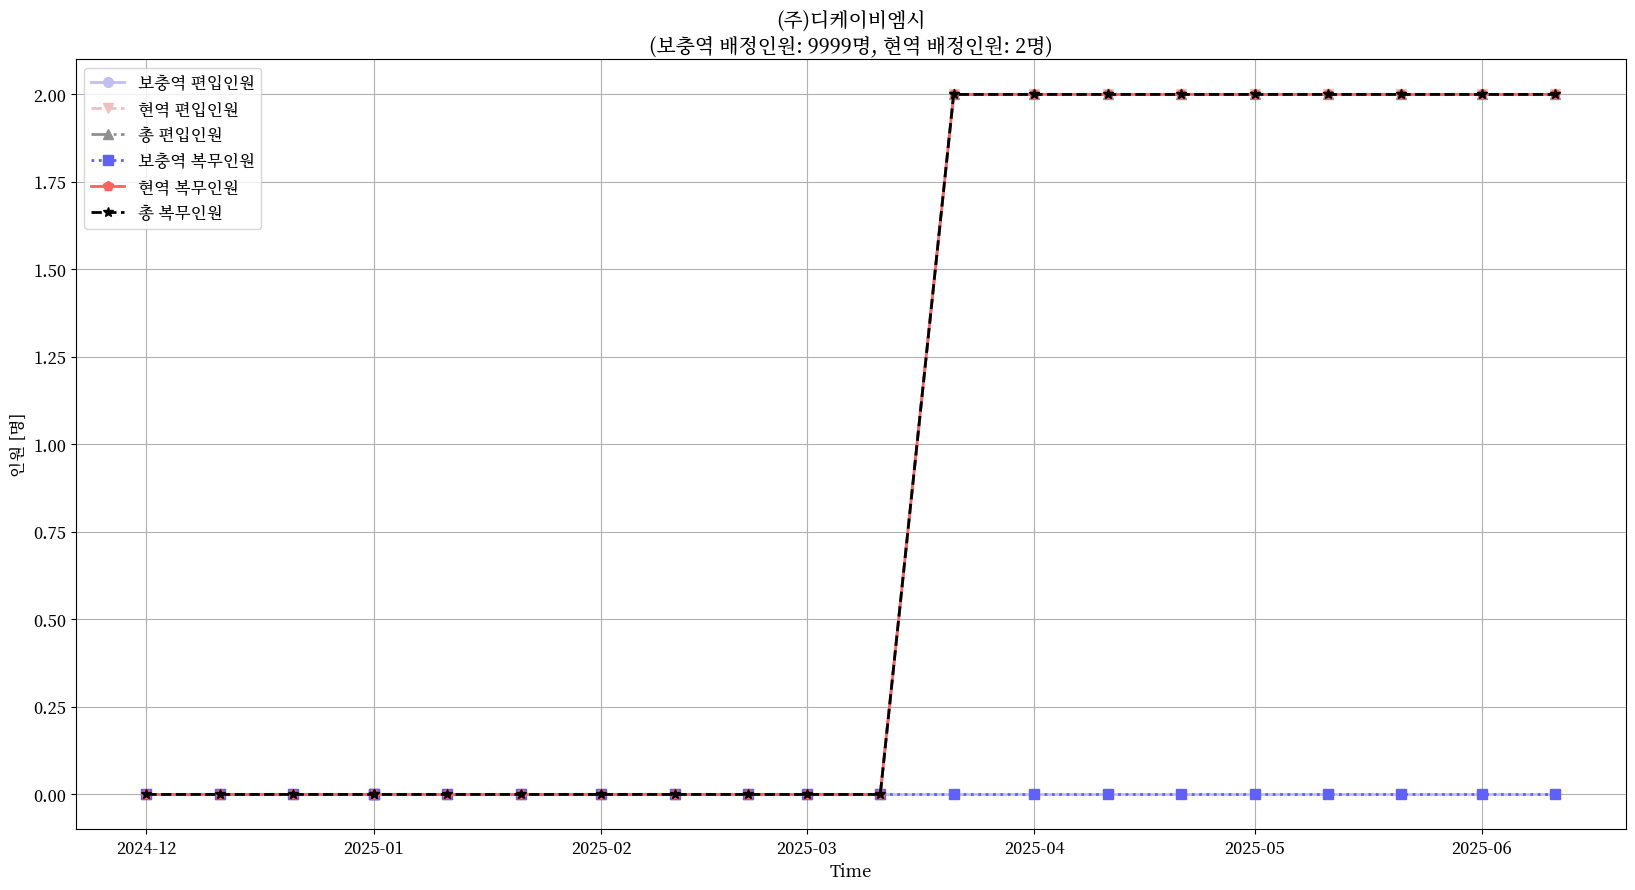 (주)디케이비엠시
(보충역 배정인원: 9999명, 현역 배정인원: 2명)
보충역 편입인원
현역 편입인원
총 편입인원
보충역 복무인원
현역 복무인원
총 복무인원
2.00
1.75
1.50
1.25
1.00
0.75
0.50
0.25
0.00
인원 [명]
2024-12
2025-01
2025-02
2025-03
2025-04
2025-05
2025-06
Time